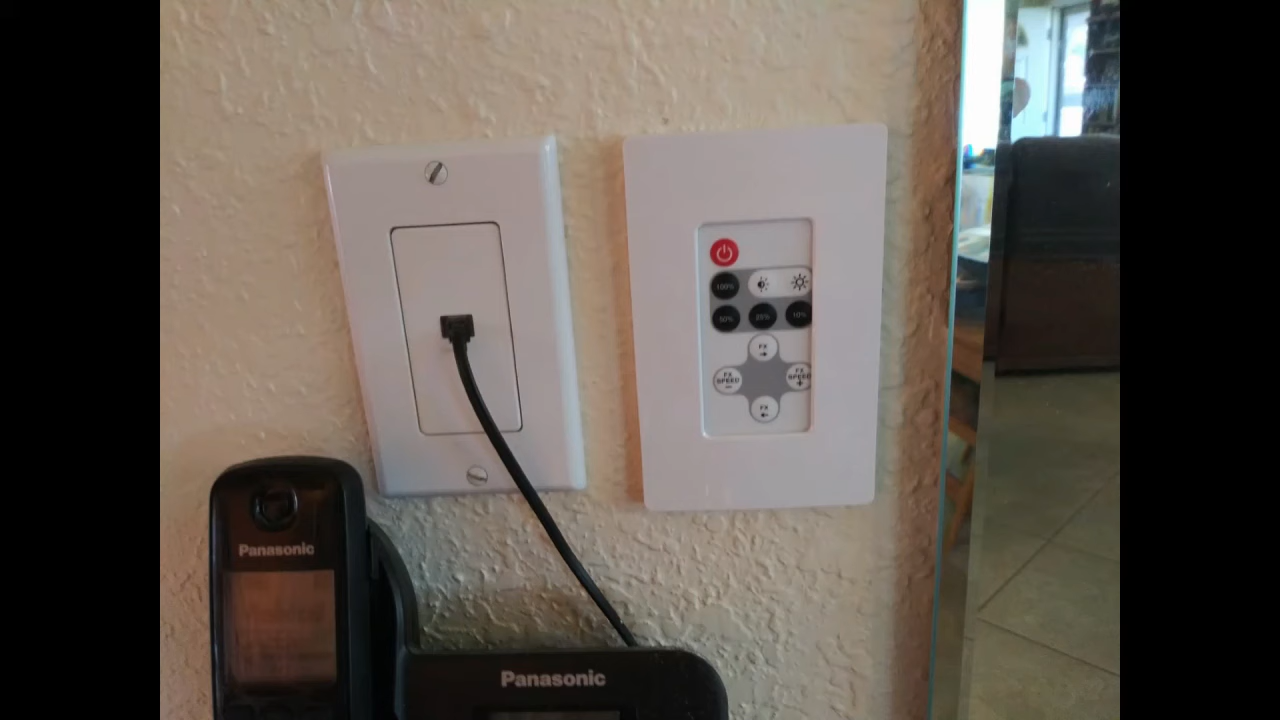 100%
50%
25%
10%
FX
FX
SPEED
−
FX
SPEED
+
FX
Panasonic
Panasonic